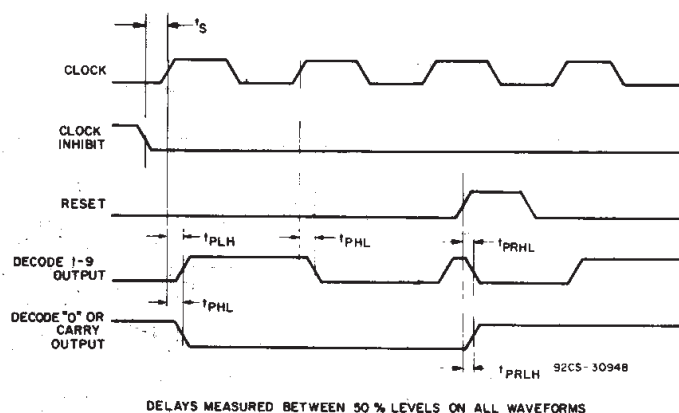 tS
CLOCK
CLOCK
INHIBIT
RESET
tPLH
tPHL
tPRHL
DECODE 1-9
OUTPUT
tPHL
DECODE "0" OR
CARRY
OUTPUT
tPRLH
92CS-30948
DELAYS MEASURED BETWEEN 50 % LEVELS ON ALL WAVEFORMS